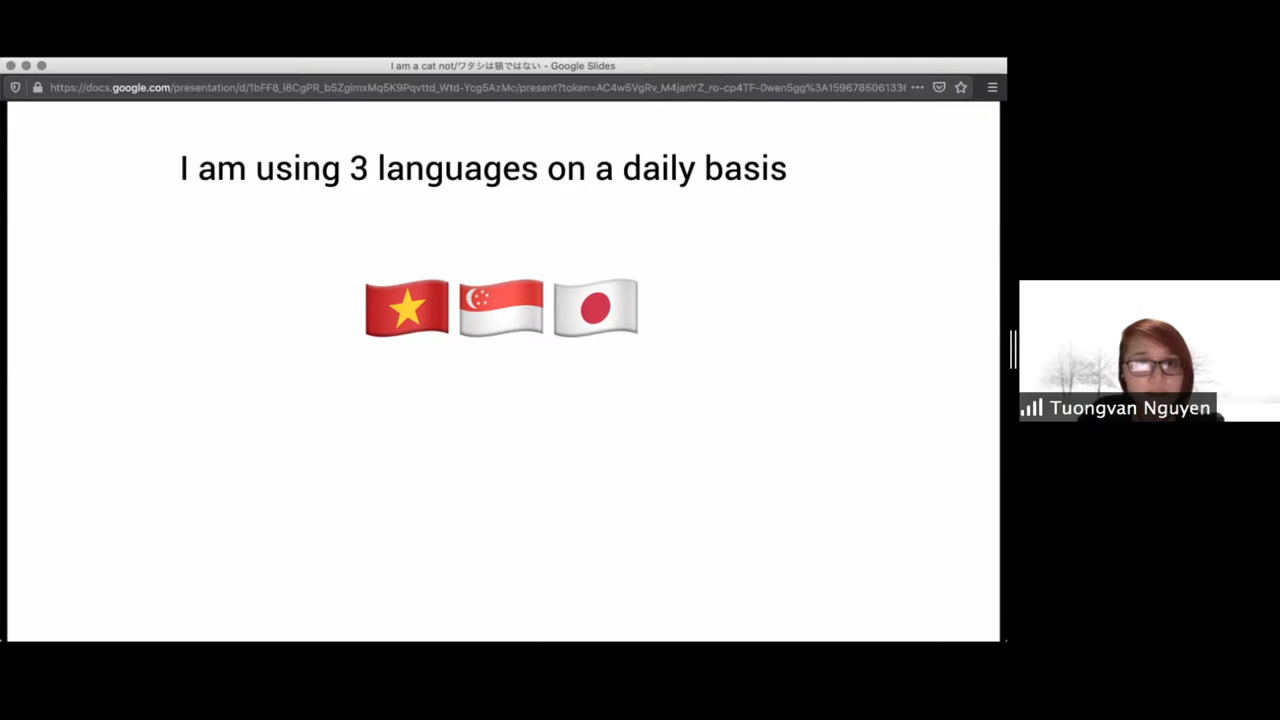 I am a cat not/ワタシは猫ではない - Google Slides
I am using 3 languages on a daily basis
Tuongvan Nguyen